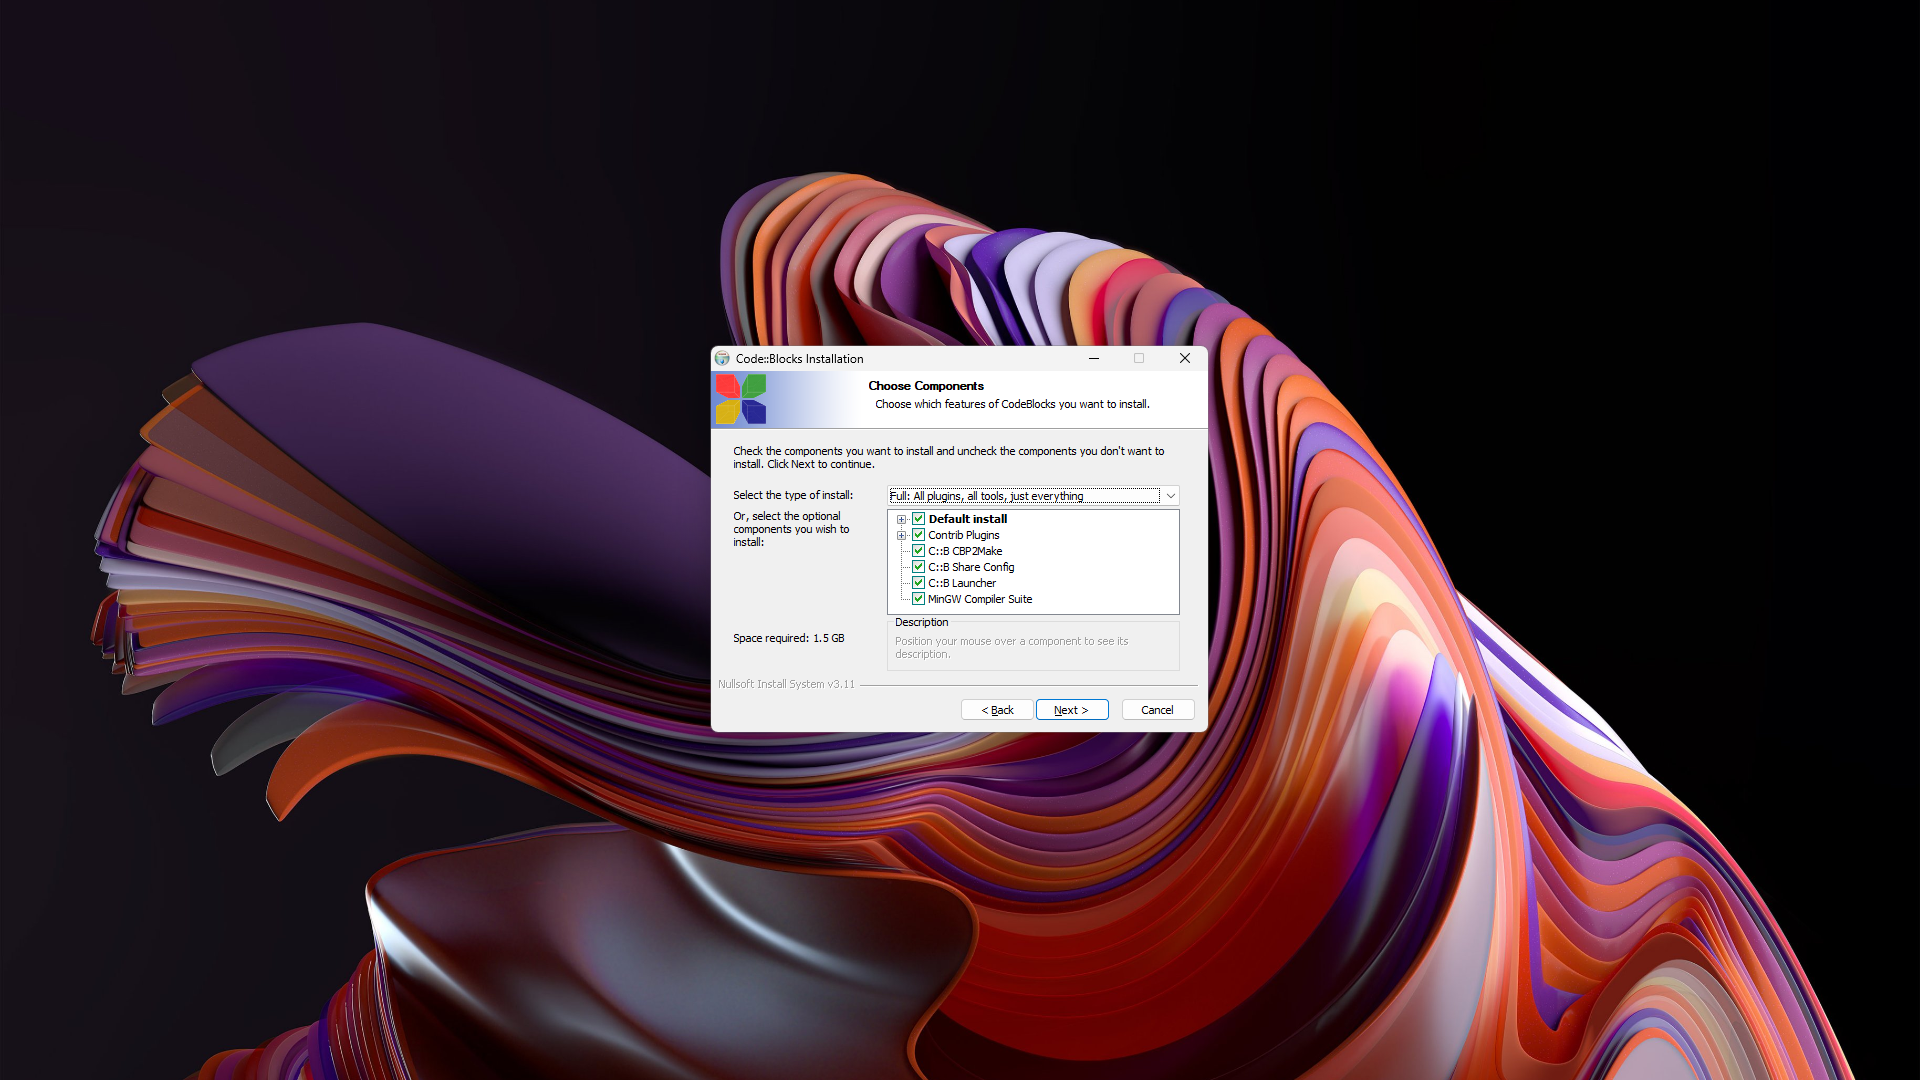 Code::Blocks Installation
Choose Components
Choose which features of CodeBlocks you want to install.
Check the components you want to install and uncheck the components you don't want to
install. Click Next to continue.
Select the type of install:
Full: All plugins, all tools, just everything
Or, select the optional
components you wish to
install:
Default install
Contrib Plugins
C::B CBP2Make
C::B Share Config
C::B Launcher
MinGW Compiler Suite
Space required: 1.5 GB
Description
Position your mouse over a component to see its
description.
Nullsoft Install System v3.11
< Back
Next >
Cancel